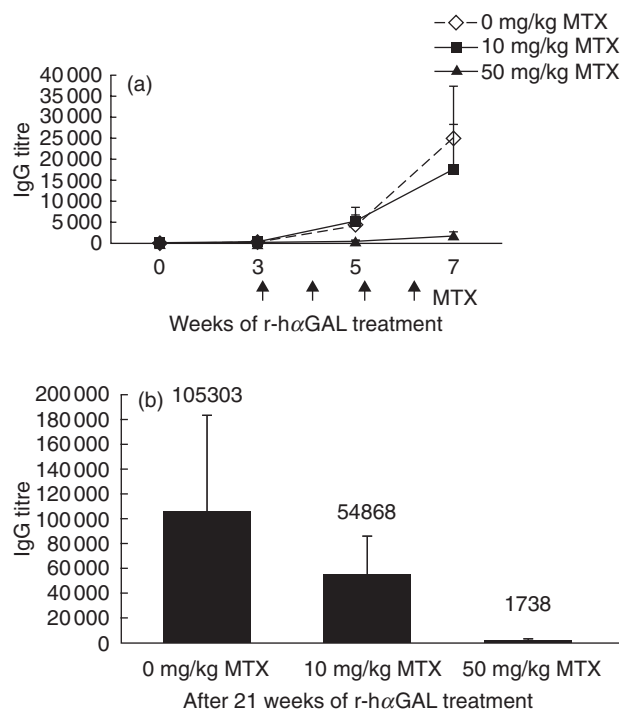 0 mg/kg MTX
10 mg/kg MTX
50 mg/kg MTX
(a)
IgG titre
40 000
35 000
30 000
25 000
20 000
15 000
10 000
5 000
0
0 3 5 7
MTX
Weeks of r-hαGAL treatment
(b)
IgG titre
200 000
180 000
160 000
140 000
120 000
100 000
80 000
60 000
40 000
20 000
0
105303
54868
1738
0 mg/kg MTX 10 mg/kg MTX 50 mg/kg MTX
After 21 weeks of r-hαGAL treatment